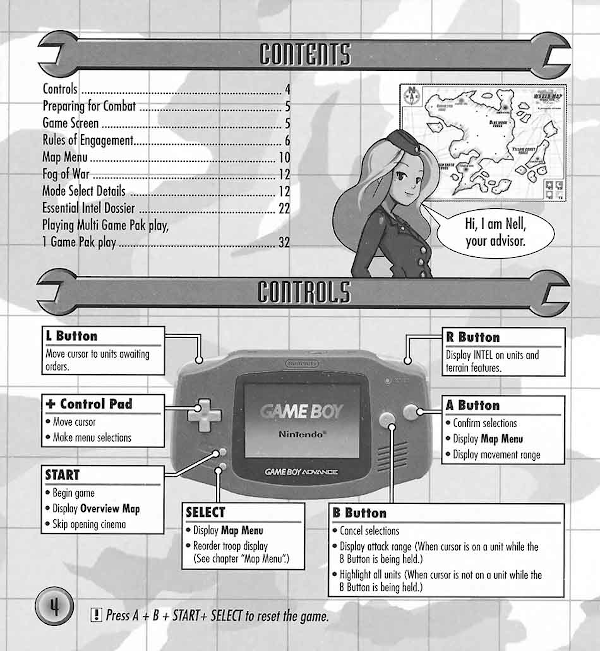 CONTENTS
Controls ... 4
Preparing for Combat ... 5
Game Screen ... 5
Rules of Engagement... 6
Map Menu ... 10
Fog of War ... 12
Mode Select Details ... 12
Essential Intel Dossier ... 22
Playing Multi Game Pak play,
1 Game Pak play ... 32
WORLD MAP
BLUE MOON
YELLOW COMET
Hi, I am Nell,
your advisor.
CONTROLS
L Button
Move cursor to units awaiting
orders.
R Button
Display INTEL on units and
terrain features.
+ Control Pad
• Move cursor
• Make menu selections
A Button
• Confirm selections
• Display Map Menu
• Display movement range
Nintendo
GAME BOY
Nintendo®
GAME BOY ADVANCE
START
• Begin game
• Display Overview Map
• Skip opening cinema
SELECT
• Display Map Menu
• Reorder troop display
(See chapter "Map Menu".)
B Button
• Cancel selections
• Display attack range (When cursor is on a unit while the
B Button is being held.)
• Highlight all units (When cursor is not on a unit while the
B Button is being held.)
4
! Press A + B + START+ SELECT to reset the game.